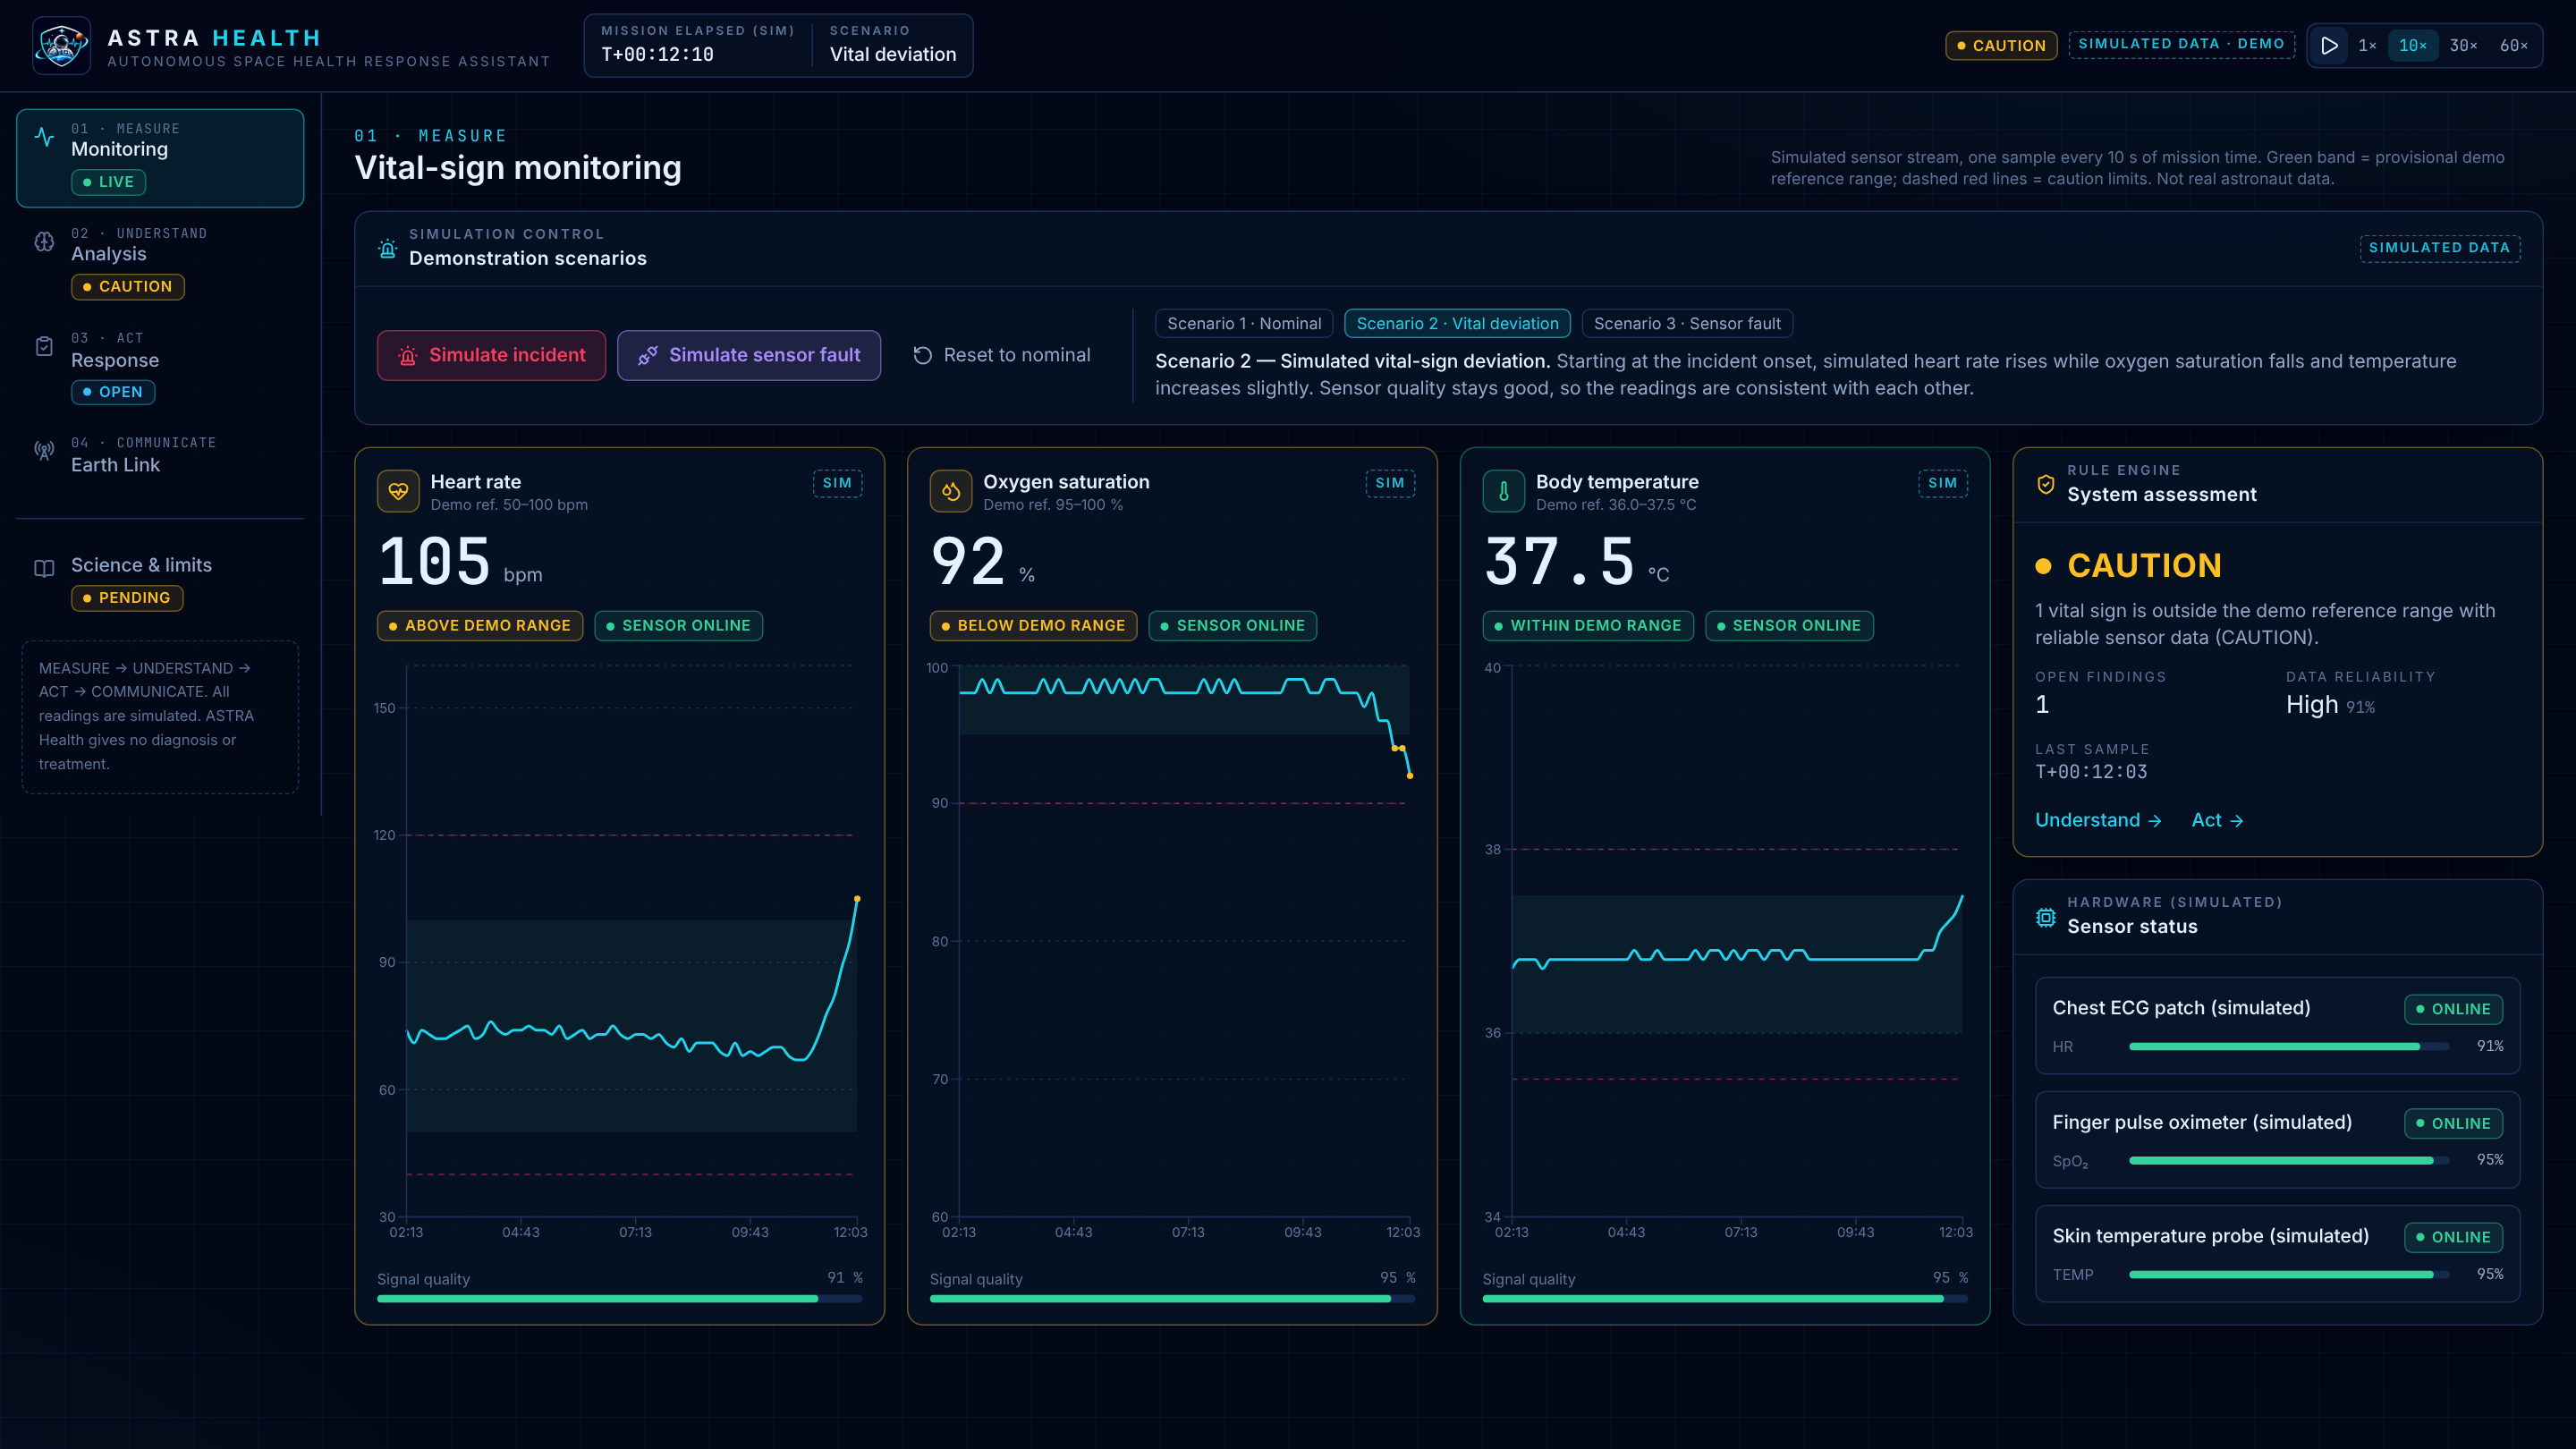 ASTRA HEALTH
AUTONOMOUS SPACE HEALTH RESPONSE ASSISTANT
MISSION ELAPSED (SIM)
T+00:12:10
SCENARIO
Vital deviation
CAUTION
SIMULATED DATA · DEMO
1×
10×
30×
60×
01 · MEASURE
Monitoring
LIVE
02 · UNDERSTAND
Analysis
CAUTION
03 · ACT
Response
OPEN
04 · COMMUNICATE
Earth Link
Science & limits
PENDING
MEASURE → UNDERSTAND →
ACT → COMMUNICATE. All
readings are simulated. ASTRA
Health gives no diagnosis or
treatment.
01 · MEASURE
Vital-sign monitoring
Simulated sensor stream, one sample every 10 s of mission time. Green band = provisional demo
reference range; dashed red lines = caution limits. Not real astronaut data.
SIMULATION CONTROL
Demonstration scenarios
SIMULATED DATA
Simulate incident
Simulate sensor fault
Reset to nominal
Scenario 1 · Nominal
Scenario 2 · Vital deviation
Scenario 3 · Sensor fault
Scenario 2 — Simulated vital-sign deviation. Starting at the incident onset, simulated heart rate rises while oxygen saturation falls and temperature
increases slightly. Sensor quality stays good, so the readings are consistent with each other.
Heart rate
Demo ref. 50–100 bpm
SIM
105 bpm
ABOVE DEMO RANGE
SENSOR ONLINE
150
120
90
60
30
02:13
04:43
07:13
09:43
12:03
Signal quality
91 %
Oxygen saturation
Demo ref. 95–100 %
SIM
92 %
BELOW DEMO RANGE
SENSOR ONLINE
100
90
80
70
60
02:13
04:43
07:13
09:43
12:03
Signal quality
95 %
Body temperature
Demo ref. 36.0–37.5 °C
SIM
37.5 °C
WITHIN DEMO RANGE
SENSOR ONLINE
40
38
36
34
02:13
04:43
07:13
09:43
12:03
Signal quality
95 %
RULE ENGINE
System assessment
CAUTION
1 vital sign is outside the demo reference range with
reliable sensor data (CAUTION).
OPEN FINDINGS
1
DATA RELIABILITY
High 91%
LAST SAMPLE
T+00:12:03
Understand →
Act →
HARDWARE (SIMULATED)
Sensor status
Chest ECG patch (simulated)
ONLINE
HR
91%
Finger pulse oximeter (simulated)
ONLINE
SpO₂
95%
Skin temperature probe (simulated)
ONLINE
TEMP
95%